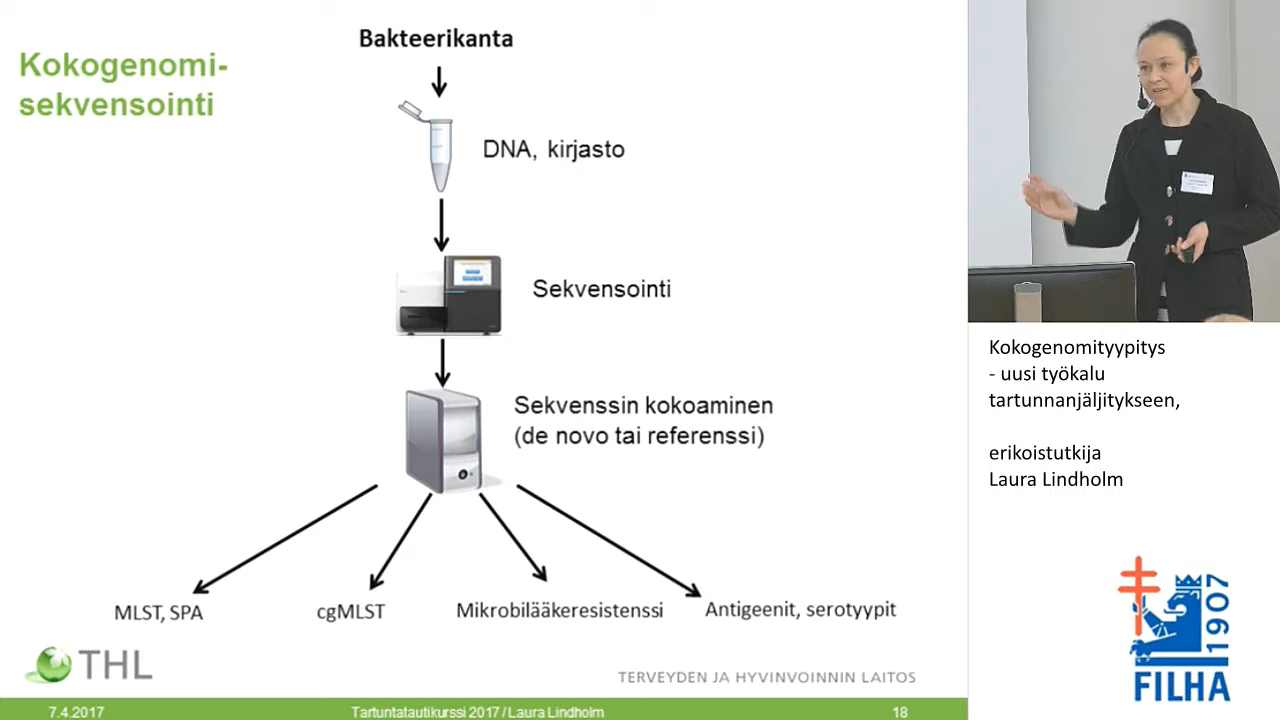 Kokogenomi-
sekvensointi
Bakteerikanta
DNA, kirjasto
Sekvensointi
Sekvenssin kokoaminen
(de novo tai referenssi)
MLST, SPA
cgMLST
Mikrobilääkeresistenssi
Antigeenit, serotyypit
THL
TERVEYDEN JA HYVINVOINNIN LAITOS
7.4.2017
Tartuntatautikurssi 2017 / Laura Lindholm
18
Kokogenomityypitys
- uusi työkalu
tartunnanjäljitykseen,
erikoistutkija
Laura Lindholm
1907
FILHA